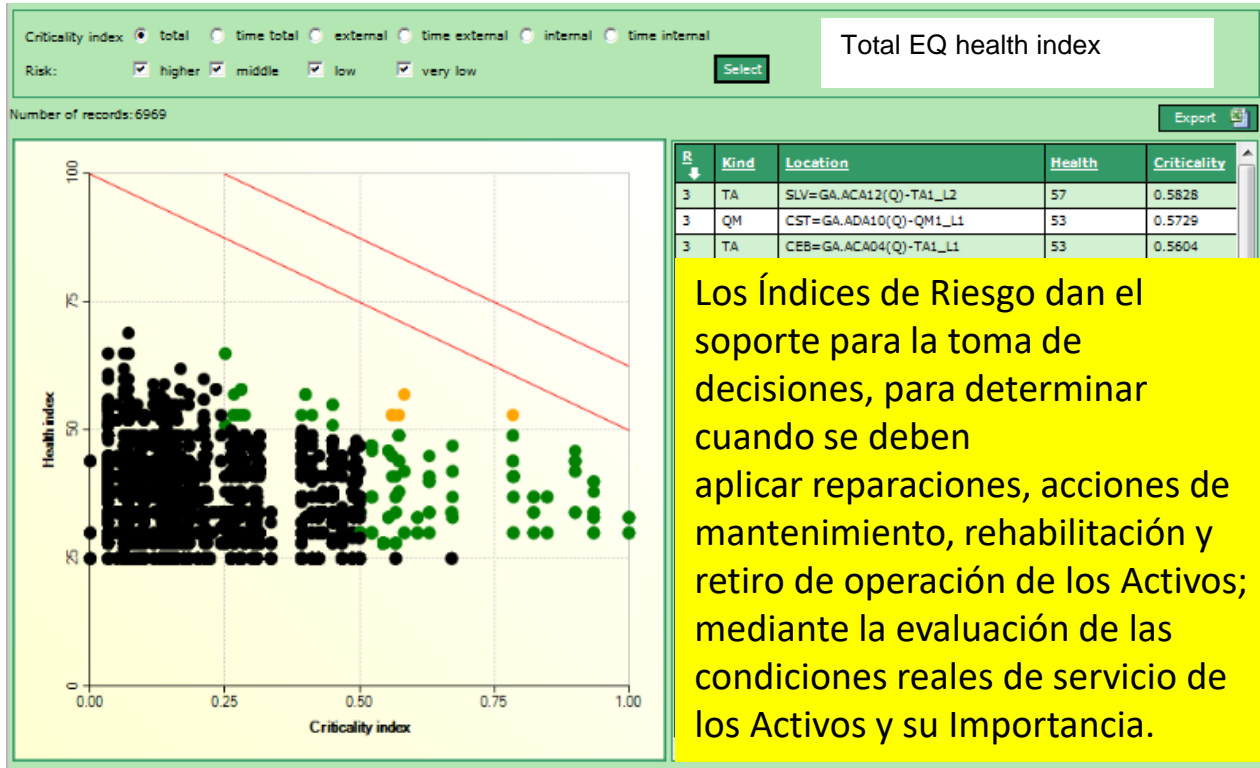 Criticality index total time total external time external internal time internal
Risk: higher middle low very low Select
Total EQ health index
Number of records:6969
Export
R Kind Location Health Criticality
3 TA SLV=GA.ACA12(Q)-TA1_L2 57 0.5828
3 QM CST=GA.ADA10(Q)-QM1_L1 53 0.5729
3 TA CEB=GA.ACA04(Q)-TA1_L1 53 0.5604
100
75
50
25
0
Health index
0.00 0.25 0.50 0.75 1.00
Criticality index
Los Índices de Riesgo dan el
soporte para la toma de
decisiones, para determinar
cuando se deben
aplicar reparaciones, acciones de
mantenimiento, rehabilitación y
retiro de operación de los Activos;
mediante la evaluación de las
condiciones reales de servicio de
los Activos y su Importancia.